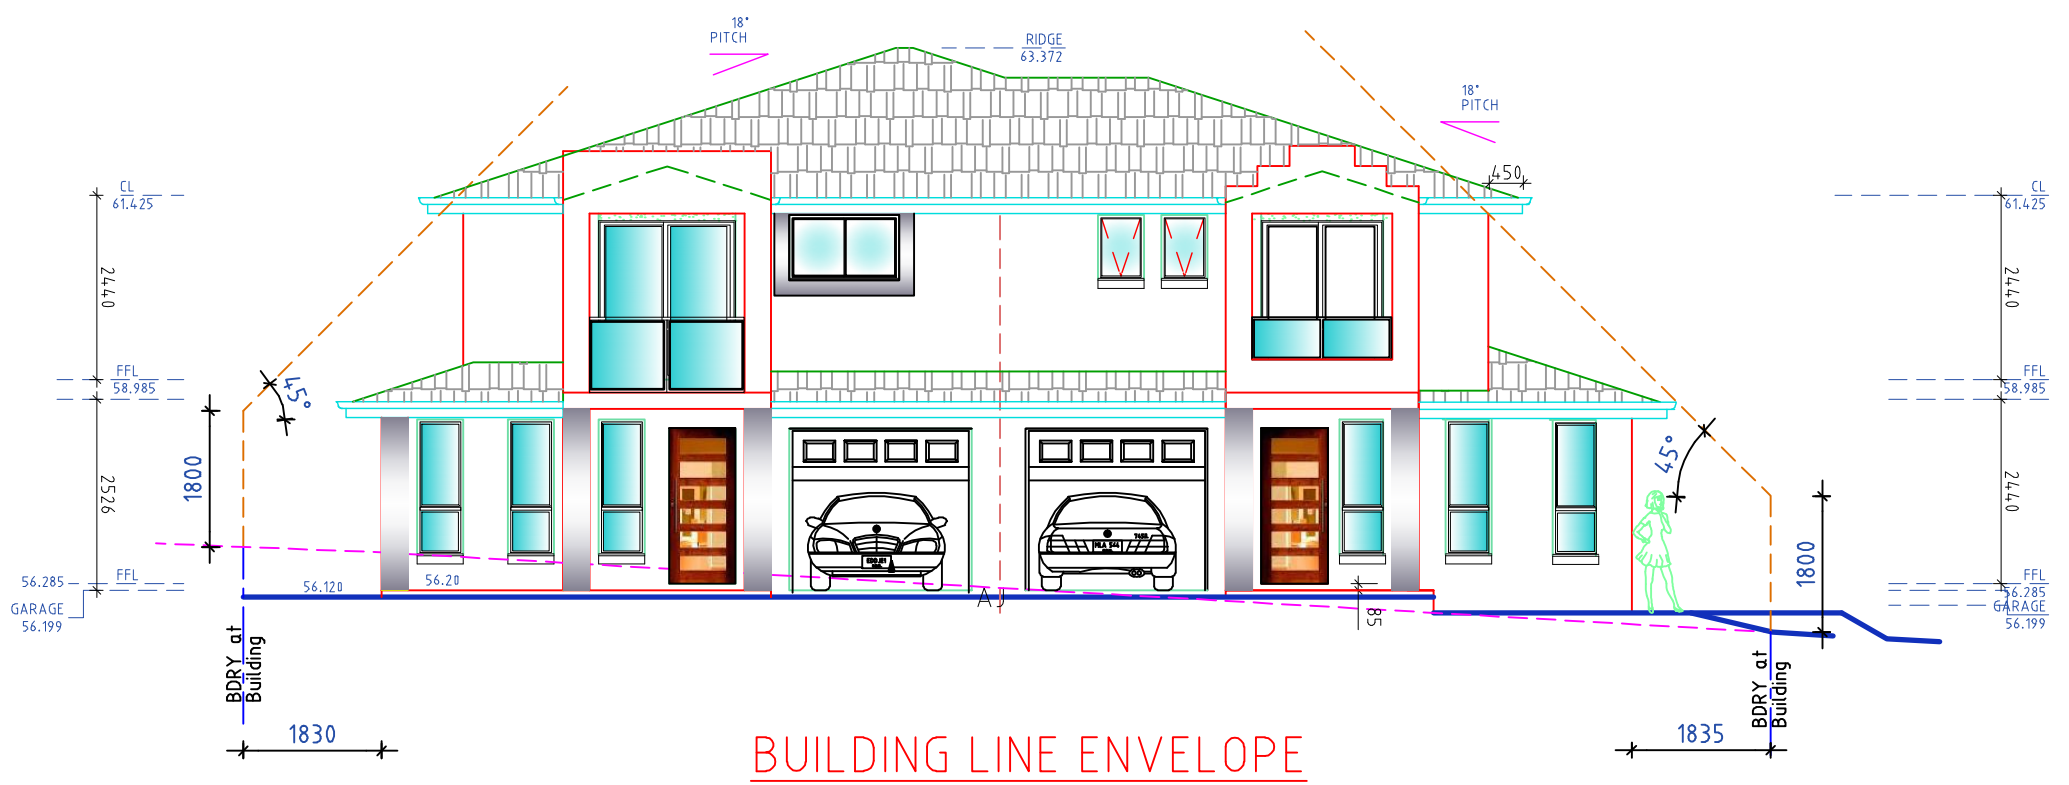 18°
PITCH
RIDGE
63.372
18°
PITCH
450
CL
61.425
CL
61.425
2440
2440
FFL
58.985
FFL
58.985
45°
45°
1800
2526
2440
1800
56.285
FFL
GARAGE
56.199
56.120
56.20
AJ
85
FFL
56.285
GARAGE
56.199
BDRY at
Building
BDRY at
Building
1830
1835
BUILDING LINE ENVELOPE